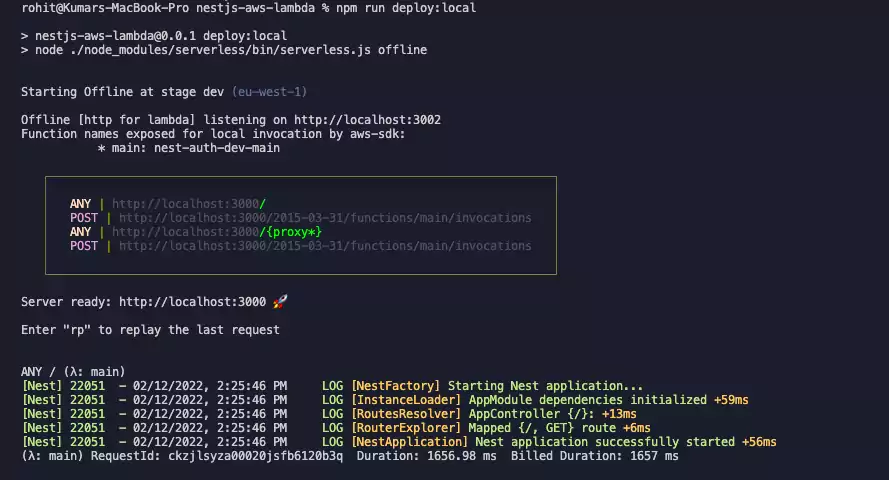 rohit@Kumars-MacBook-Pro nestjs-aws-lambda % npm run deploy:local
> nestjs-aws-lambda@0.0.1 deploy:local
> node ./node_modules/serverless/bin/serverless.js offline
Starting Offline at stage dev (eu-west-1)
Offline [http for lambda] listening on http://localhost:3002
Function names exposed for local invocation by aws-sdk:
* main: nest-auth-dev-main
ANY | http://localhost:3000/
POST | http://localhost:3000/2015-03-31/functions/main/invocations
ANY | http://localhost:3000/{proxy*}
POST | http://localhost:3000/2015-03-31/functions/main/invocations
Server ready: http://localhost:3000 🚀
Enter "rp" to replay the last request
ANY / (λ: main)
[Nest] 22051  - 02/12/2022, 2:25:46 PM     LOG [NestFactory] Starting Nest application...
[Nest] 22051  - 02/12/2022, 2:25:46 PM     LOG [InstanceLoader] AppModule dependencies initialized +59ms
[Nest] 22051  - 02/12/2022, 2:25:46 PM     LOG [RoutesResolver] AppController {/}: +13ms
[Nest] 22051  - 02/12/2022, 2:25:46 PM     LOG [RouterExplorer] Mapped {/, GET} route +6ms
[Nest] 22051  - 02/12/2022, 2:25:46 PM     LOG [NestApplication] Nest application successfully started +56ms
(λ: main) RequestId: ckzjlsyza00020jsfb6120b3q  Duration: 1656.98 ms  Billed Duration: 1657 ms